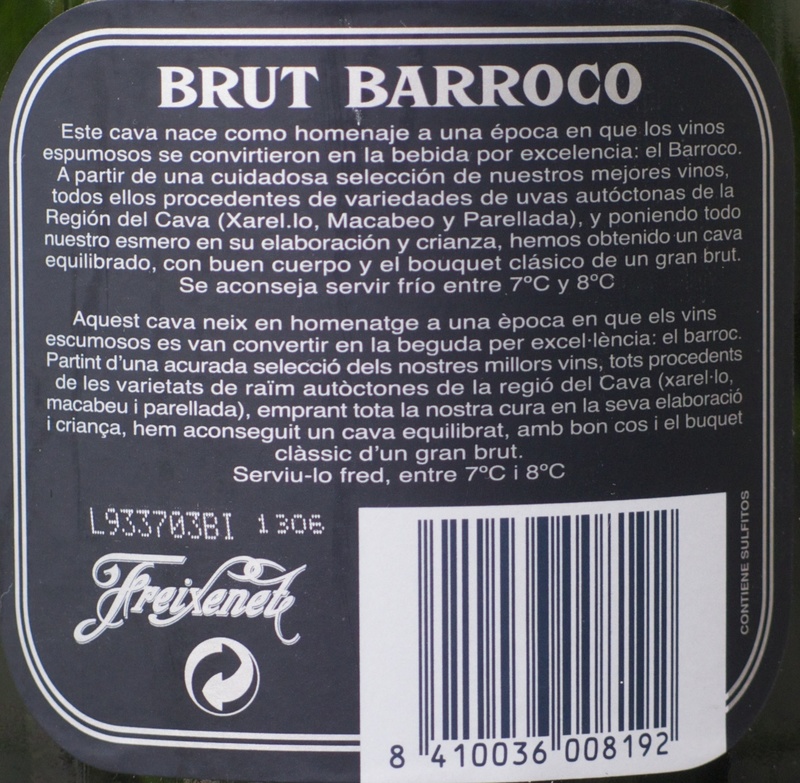 BRUT BARROCO
Este cava nace como homenaje a una época en que los vinos
espumosos se convirtieron en la bebida por excelencia: el Barroco.
A partir de una cuidadosa selección de nuestros mejores vinos,
todos ellos procedentes de variedades de uvas autóctonas de la
Región del Cava (Xarel.lo, Macabeo y Parellada), y poniendo todo
nuestro esmero en su elaboración y crianza, hemos obtenido un cava
equilibrado, con buen cuerpo y el bouquet clásico de un gran brut.
Se aconseja servir frío entre 7ºC y 8ºC
Aquest cava neix en homenatge a una època en que els vins
escumosos es van convertir en la beguda per excel·lència: el barroc.
Partint d'una acurada selecció dels nostres millors vins, tots procedents
de les varietats de raïm autòctones de la regió del Cava (xarel·lo,
macabeu i parellada), emprant tota la nostra cura en la seva elaboració
i criança, hem aconseguit un cava equilibrat, amb bon cos i el buquet
clàssic d'un gran brut.
Serviu-lo fred, entre 7ºC i 8ºC
L933703BI 1306
Freixenet
CONTIENE SULFITOS
8 410036 008192